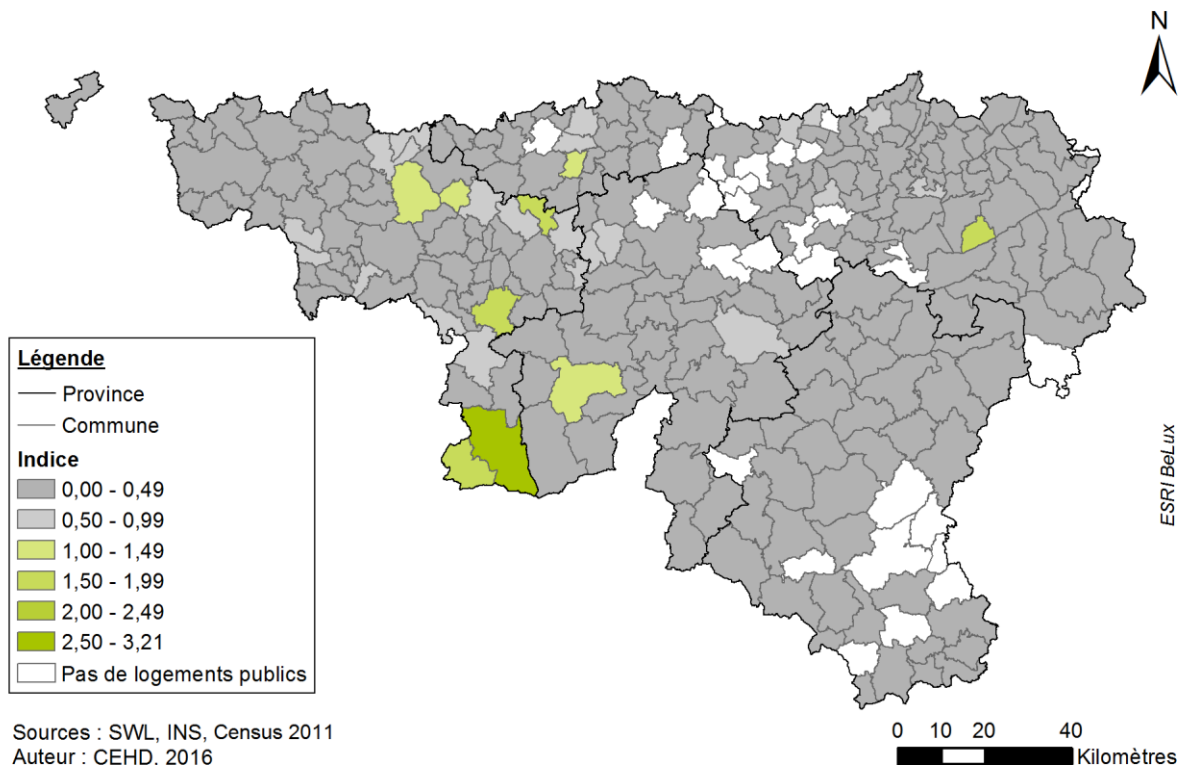 N
Légende
Province
Commune
Indice
0,00 - 0,49
0,50 - 0,99
1,00 - 1,49
1,50 - 1,99
2,00 - 2,49
2,50 - 3,21
Pas de logements publics
ESRI BeLux
Sources : SWL, INS, Census 2011
Auteur : CEHD, 2016
0 10 20 40
Kilomètres